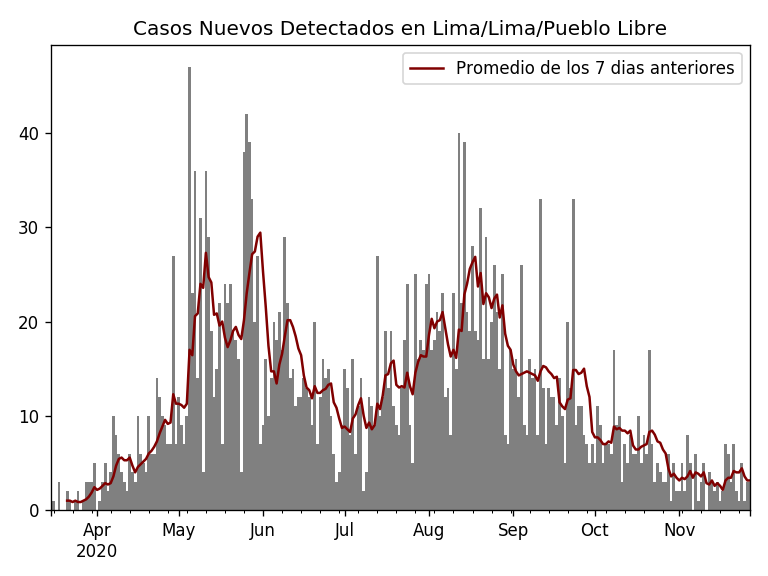 Casos Nuevos Detectados en Lima/Lima/Pueblo Libre
Promedio de los 7 dias anteriores
40
30
20
10
0
Apr May Jun Jul Aug Sep Oct Nov
2020